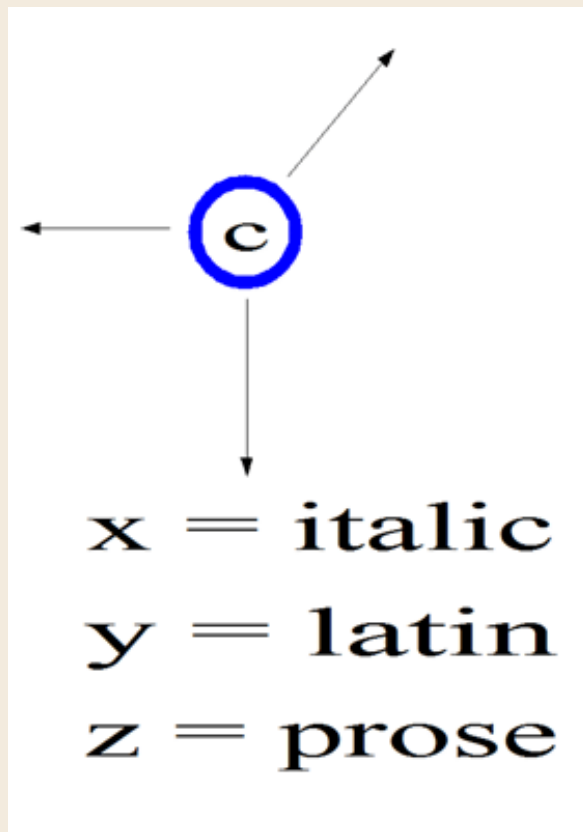 c
x = italic
y = latin
z = prose